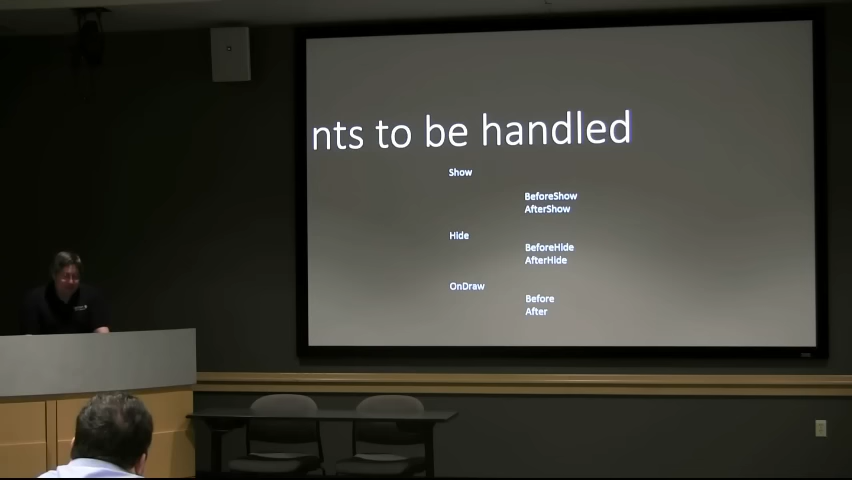 nts to be handled
Show
BeforeShow
AfterShow
Hide
BeforeHide
AfterHide
OnDraw
Before
After